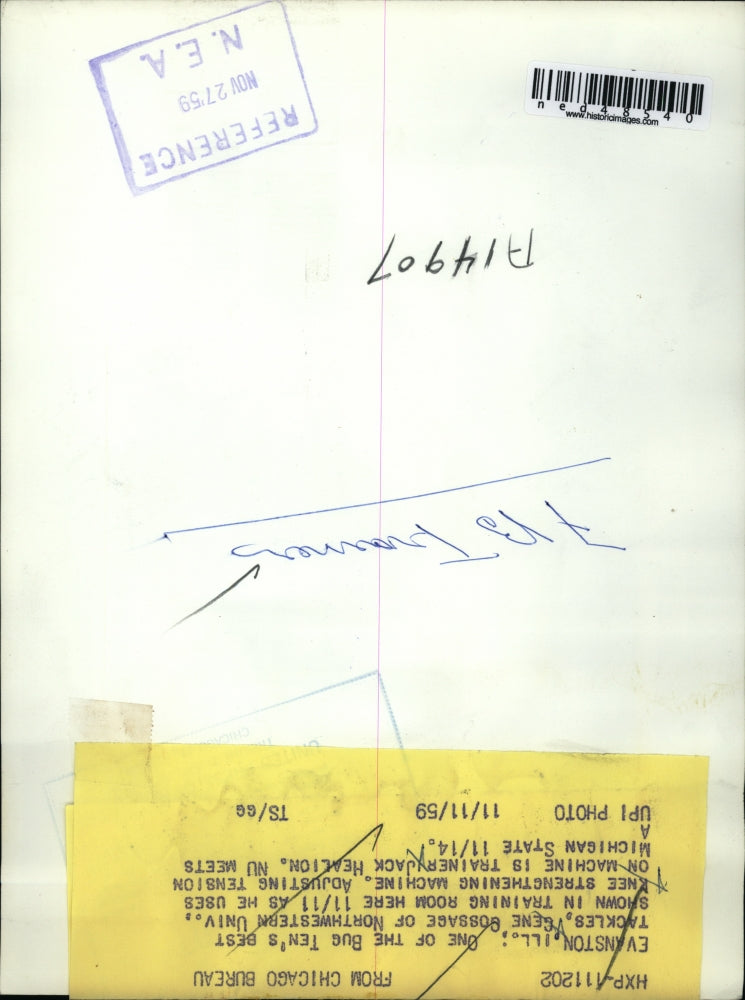 HXP-111202 FROM CHICAGO BUREAU
EVANSTON, ILL.: ONE OF THE BUG TEN'S BEST
TACKLES, GENE GOSSAGE OF NORTHWESTERN UNIV.,
SHOWN IN TRAINING ROOM HERE 11/11 AS HE USES
KNEE STRENGTHENING MACHINE. ADJUSTING TENSION
ON MACHINE IS TRAINER JACK HEALION. NU MEETS
MICHIGAN STATE 11/14.
A
UPI PHOTO 11/11/59 TS/GG
CHICAGO
FB Trainers
A14907
REFERENCE
NOV 27'59
N.E.A.
ned48540
www.historicimages.com